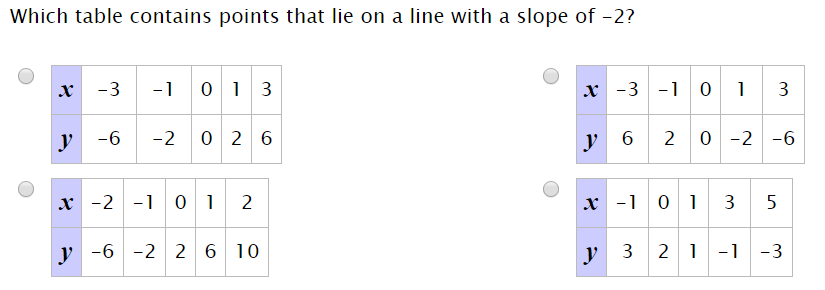 Which table contains points that lie on a line with a slope of −2?
x −3 −1 0 1 3
y −6 −2 0 2 6
x −3 −1 0 1 3
y 6 2 0 −2 −6
x −2 −1 0 1 2
y −6 −2 2 6 10
x −1 0 1 3 5
y 3 2 1 −1 −3